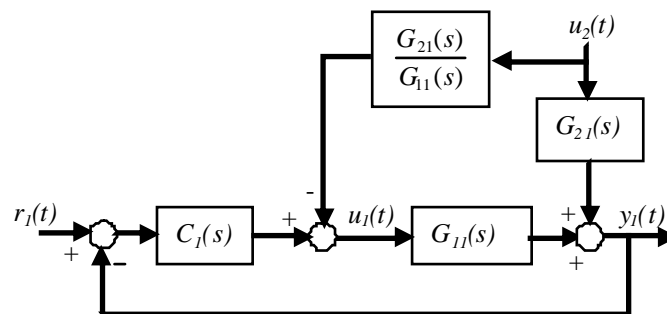 G21(s)
G11(s)
u2(t)
G21(s)
-
r1(t)
+
−
C1(s)
+
u1(t)
G11(s)
+
+
y1(t)